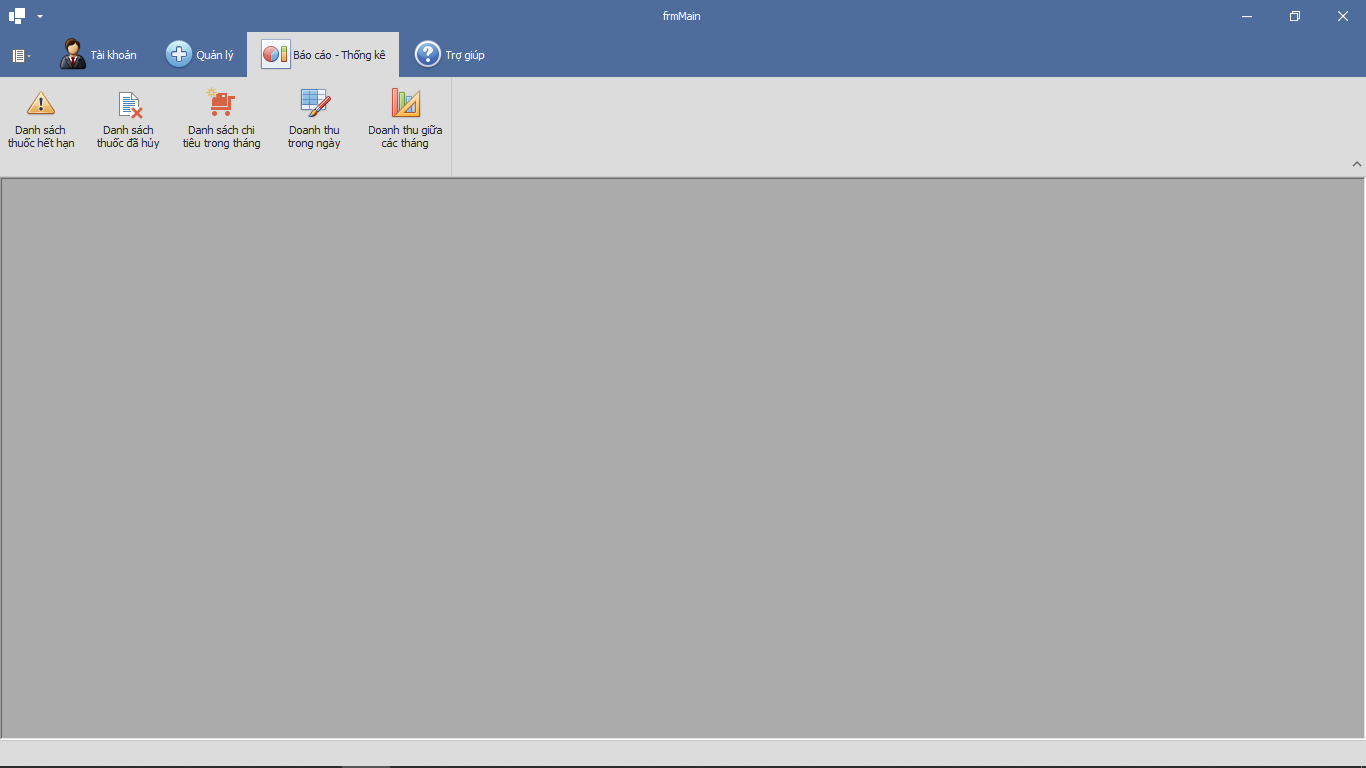 frmMain
Tài khoản
Quản lý
Báo cáo - Thống kê
Trợ giúp
Danh sách
thuốc hết hạn
Danh sách
thuốc đã hủy
Danh sách chi
tiêu trong tháng
Doanh thu
trong ngày
Doanh thu giữa
các tháng